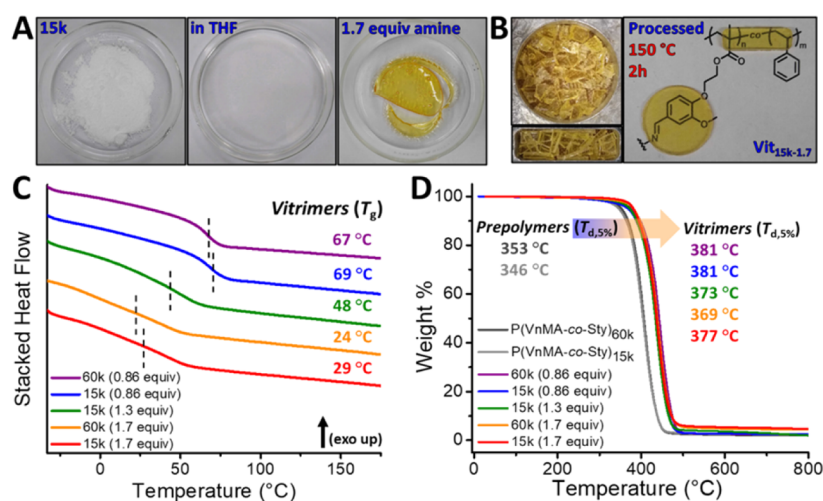 A
15k
in THF
1.7 equiv amine
B
Processed
150 °C
2h
co
n
m
O
O
O
O
N
Vit15k-1.7
C
Stacked Heat Flow
Vitrimers (Tg)
67 °C
69 °C
48 °C
24 °C
29 °C
60k (0.86 equiv)
15k (0.86 equiv)
15k (1.3 equiv)
60k (1.7 equiv)
15k (1.7 equiv)
(exo up)
0 50 100 150
Temperature (°C)
D
Weight %
100
80
60
40
20
0
Prepolymers (Td,5%)
353 °C
346 °C
Vitrimers (Td,5%)
381 °C
381 °C
373 °C
369 °C
377 °C
P(VnMA-co-Sty)60k
P(VnMA-co-Sty)15k
60k (0.86 equiv)
15k (0.86 equiv)
15k (1.3 equiv)
60k (1.7 equiv)
15k (1.7 equiv)
0 200 400 600 800
Temperature (°C)